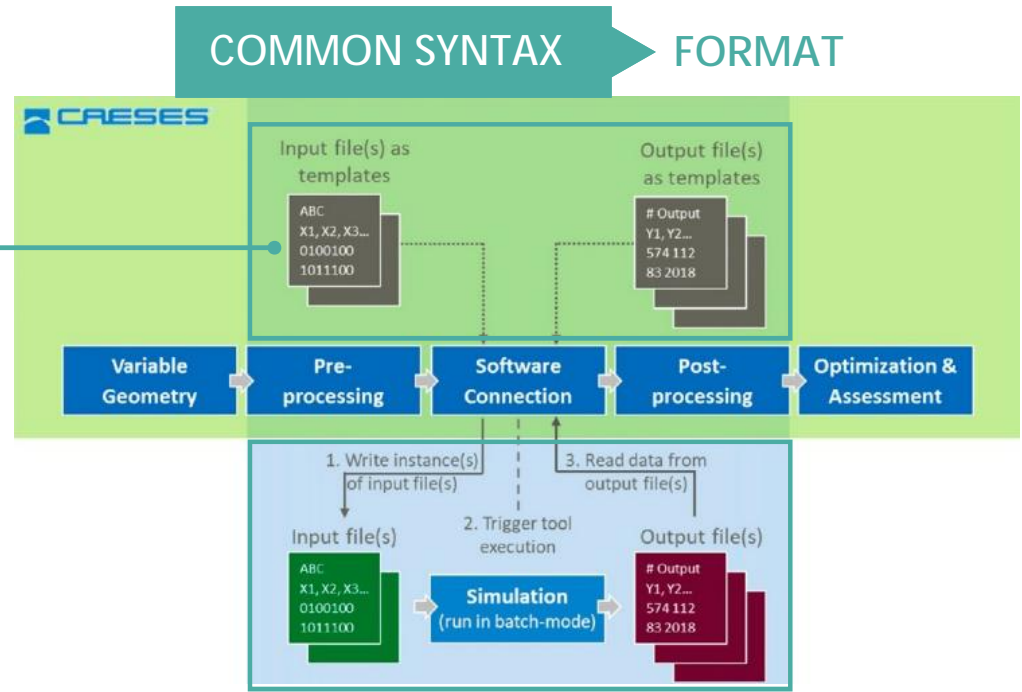 COMMON SYNTAX
FORMAT
CAESES
Input file(s) as
templates
Output file(s)
as templates
ABC
X1, X2, X3...
0100100
1011100
# Output
Y1, Y2...
574 112
83 2018
Variable
Geometry
Pre-
processing
Software
Connection
Post-
processing
Optimization &
Assessment
1. Write instance(s)
of input file(s)
3. Read data from
output file(s)
2. Trigger tool
execution
Input file(s)
Output file(s)
ABC
X1, X2, X3...
0100100
1011100
Simulation
(run in batch-mode)
# Output
Y1, Y2...
574 112
83 2018